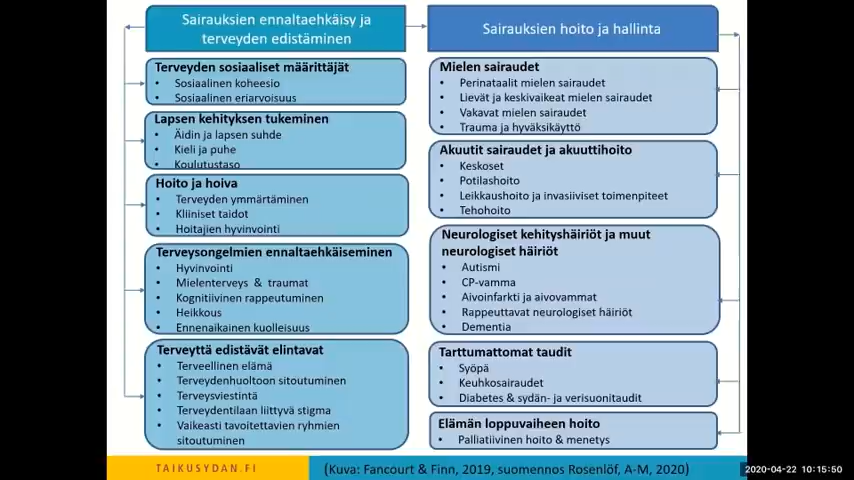 Sairauksien ennaltaehkäisy ja
terveyden edistäminen
Terveyden sosiaaliset määrittäjät
• Sosiaalinen koheesio
• Sosiaalinen eriarvoisuus
Lapsen kehityksen tukeminen
• Äidin ja lapsen suhde
• Kieli ja puhe
• Koulutustaso
Hoito ja hoiva
• Terveyden ymmärtäminen
• Kliiniset taidot
• Hoitajien hyvinvointi
Terveysongelmien ennaltaehkäiseminen
• Hyvinvointi
• Mielenterveys & traumat
• Kognitiivinen rappeutuminen
• Heikkous
• Ennenaikainen kuolleisuus
Terveyttä edistävät elintavat
• Terveellinen elämä
• Terveydenhuoltoon sitoutuminen
• Terveysviestintä
• Terveydentilaan liittyvä stigma
• Vaikeasti tavoitettavien ryhmien
sitoutuminen
Sairauksien hoito ja hallinta
Mielen sairaudet
• Perinataalit mielen sairaudet
• Lievät ja keskivaikeat mielen sairaudet
• Vakavat mielen sairaudet
• Trauma ja hyväksikäyttö
Akuutit sairaudet ja akuuttihoito
• Keskoset
• Potilashoito
• Leikkaushoito ja invasiiviset toimenpiteet
• Tehohoito
Neurologiset kehityshäiriöt ja muut
neurologiset häiriöt
• Autismi
• CP-vamma
• Aivoinfarkti ja aivovammat
• Rappeuttavat neurologiset häiriöt
• Dementia
Tarttumattomat taudit
• Syöpä
• Keuhkosairaudet
• Diabetes & sydän- ja verisuonitaudit
Elämän loppuvaiheen hoito
• Palliatiivinen hoito & menetys
TAIKUSYDAN.FI
(Kuva: Fancourt & Finn, 2019, suomennos Rosenlöf, A-M, 2020)
2020-04-22 10:15:50